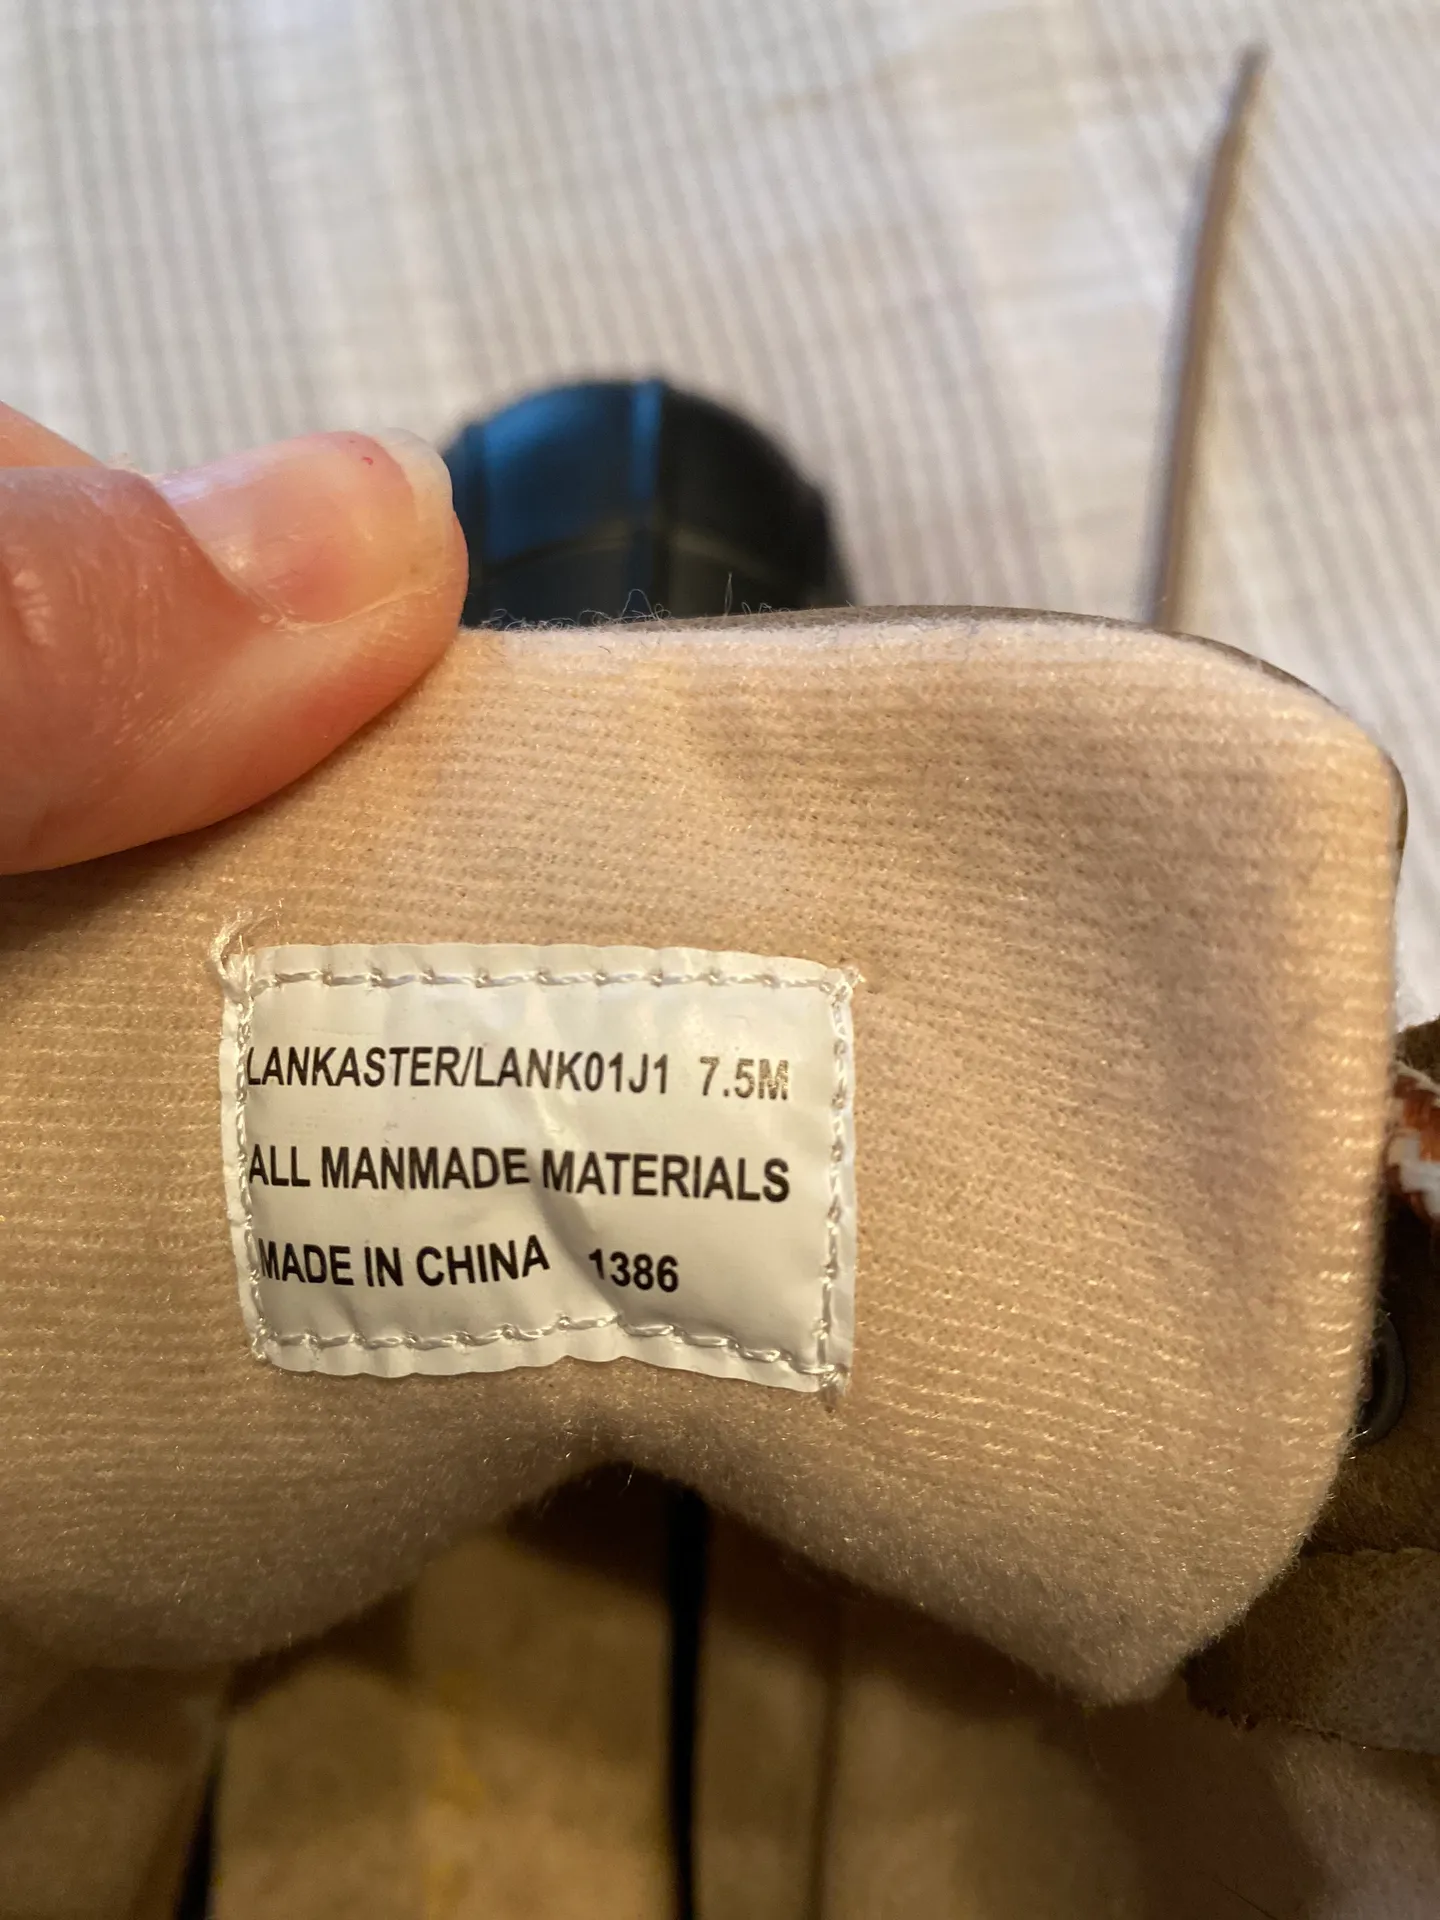 LANKASTER/LANK01J1 7.5M
ALL MANMADE MATERIALS
MADE IN CHINA 1386